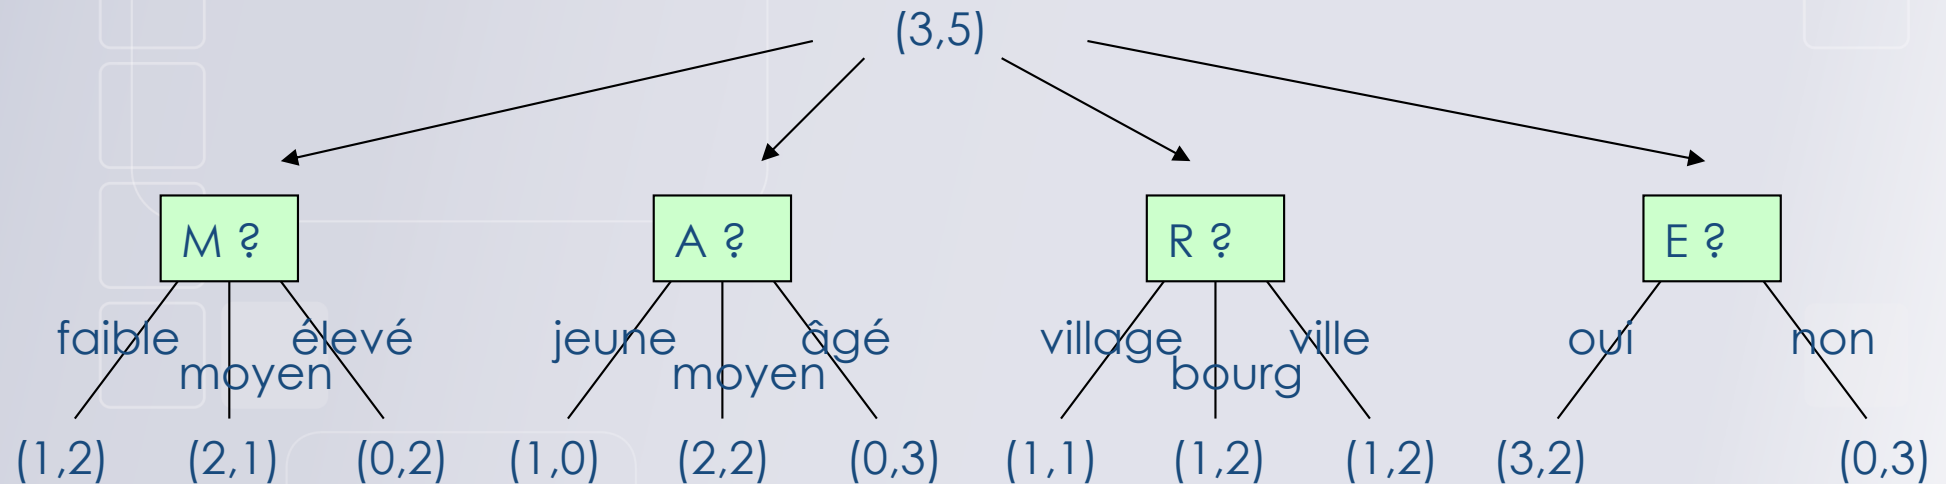 (3,5)
M ? A ? R ? E ?
faible élevé jeune âgé village ville oui non
moyen moyen bourg
(1,2) (2,1) (0,2) (1,0) (2,2) (0,3) (1,1) (1,2) (1,2) (3,2) (0,3)